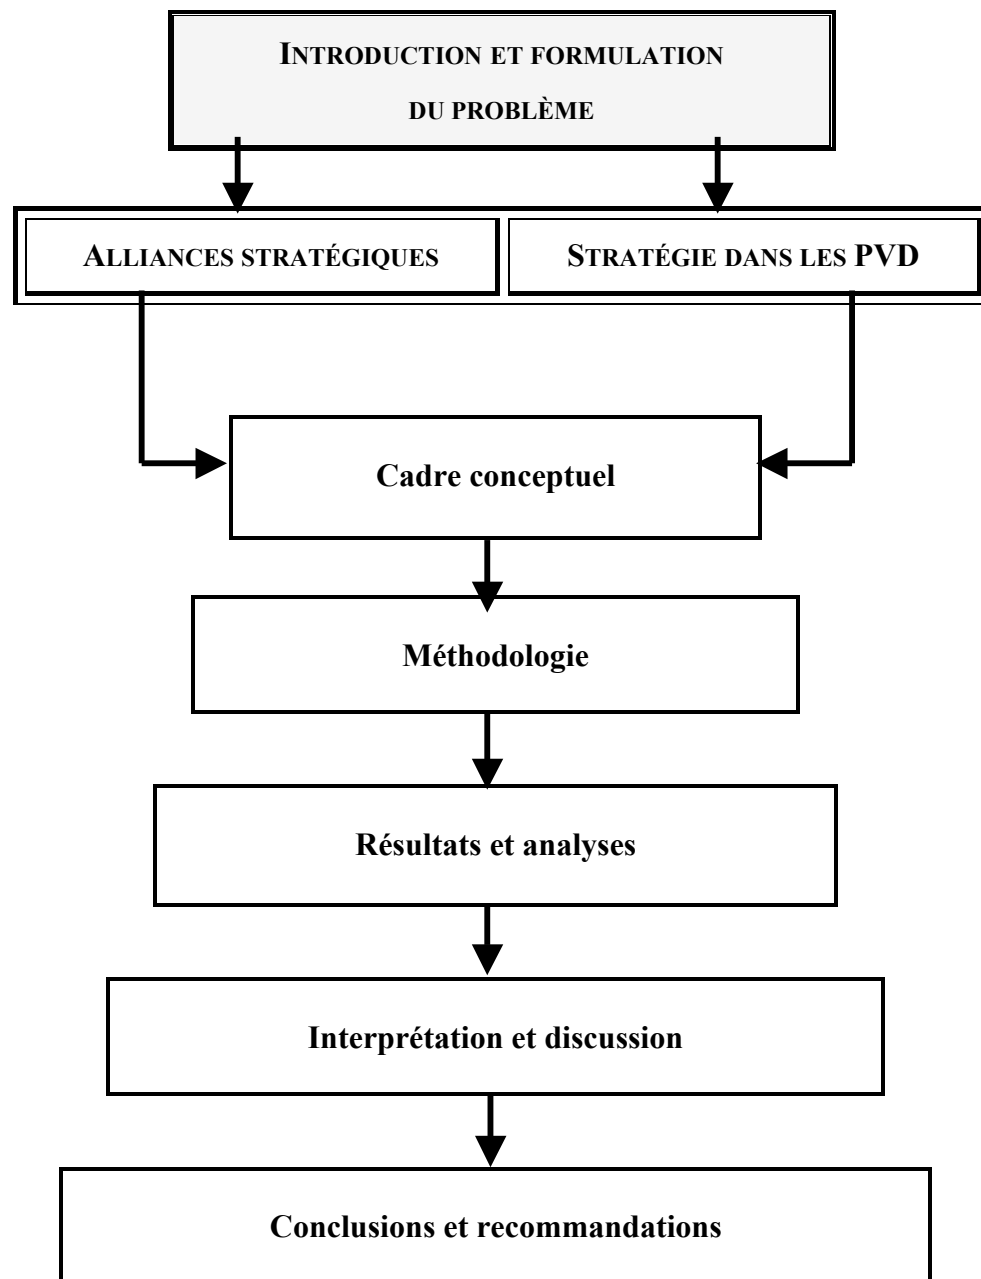 INTRODUCTION ET FORMULATION
DU PROBLÈME
ALLIANCES STRATÉGIQUES
STRATÉGIE DANS LES PVD
Cadre conceptuel
Méthodologie
Résultats et analyses
Interprétation et discussion
Conclusions et recommandations